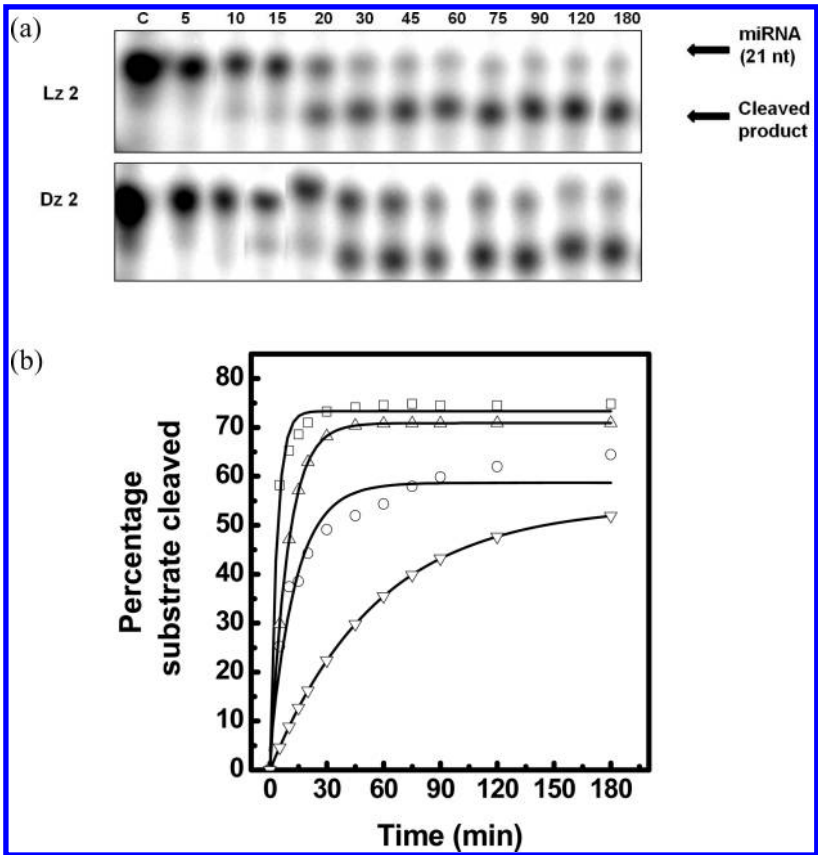 (a)
C 5 10 15 20 30 45 60 75 90 120 180
Lz 2
miRNA
(21 nt)
Cleaved
product
Dz 2
(b)
Percentage
substrate cleaved
80
70
60
50
40
30
20
10
0
0 30 60 90 120 150 180
Time (min)